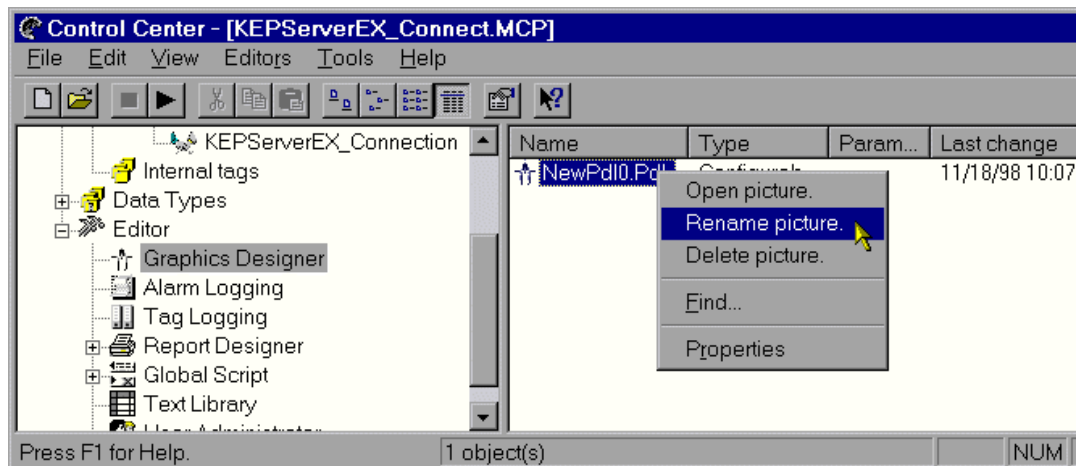 Control Center - [KEPServerEX_Connect.MCP]
File Edit View Editors Tools Help
KEPServerEX_Connection
Internal tags
Data Types
Editor
Graphics Designer
Alarm Logging
Tag Logging
Report Designer
Global Script
Text Library
Name Type Param... Last change
NewPdl0.Pdl 11/18/98 10:07
Open picture.
Rename picture.
Delete picture.
Find...
Properties
Press F1 for Help. 1 object(s) NUM